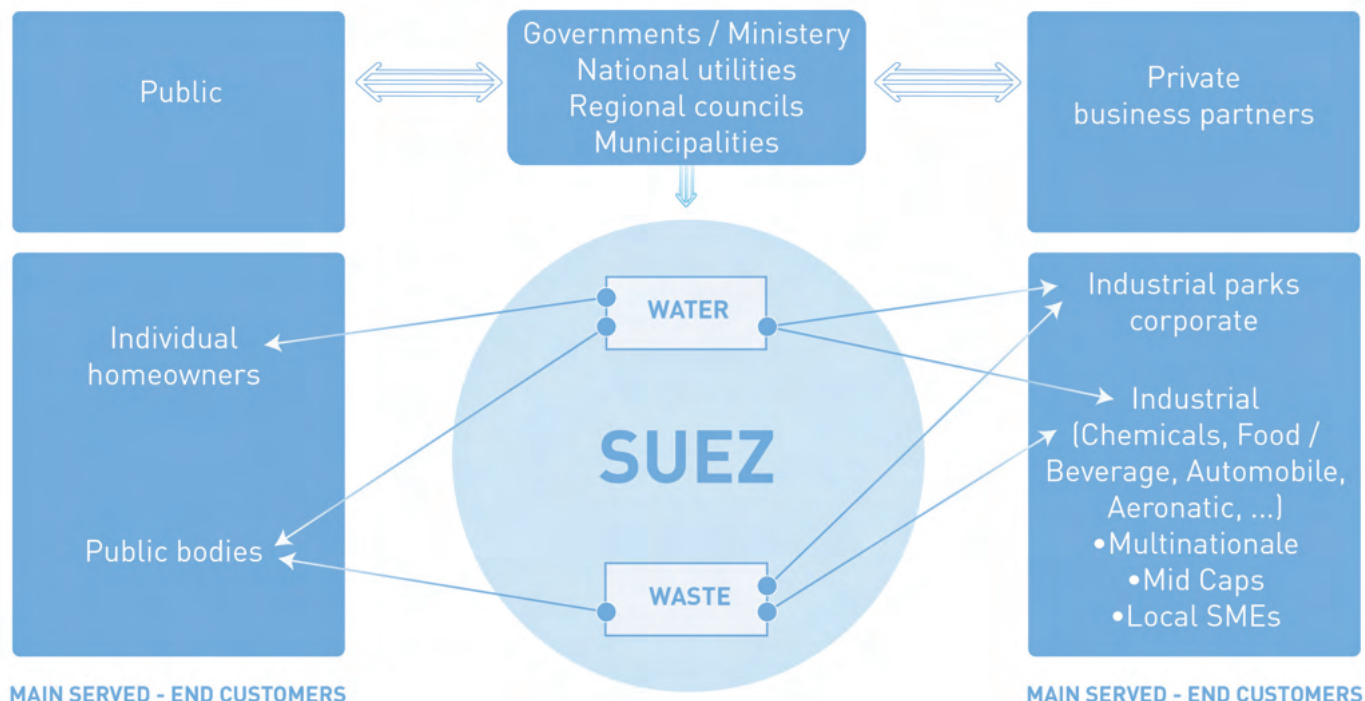 Public
Governments / Ministery
National utilities
Regional councils
Municipalities
Private
business partners
Individual
homeowners
Public bodies
WATER
SUEZ
WASTE
Industrial parks
corporate
Industrial
(Chemicals, Food /
Beverage, Automobile,
Aeronatic, ...)
•Multinationale
•Mid Caps
•Local SMEs
MAIN SERVED - END CUSTOMERS
MAIN SERVED - END CUSTOMERS